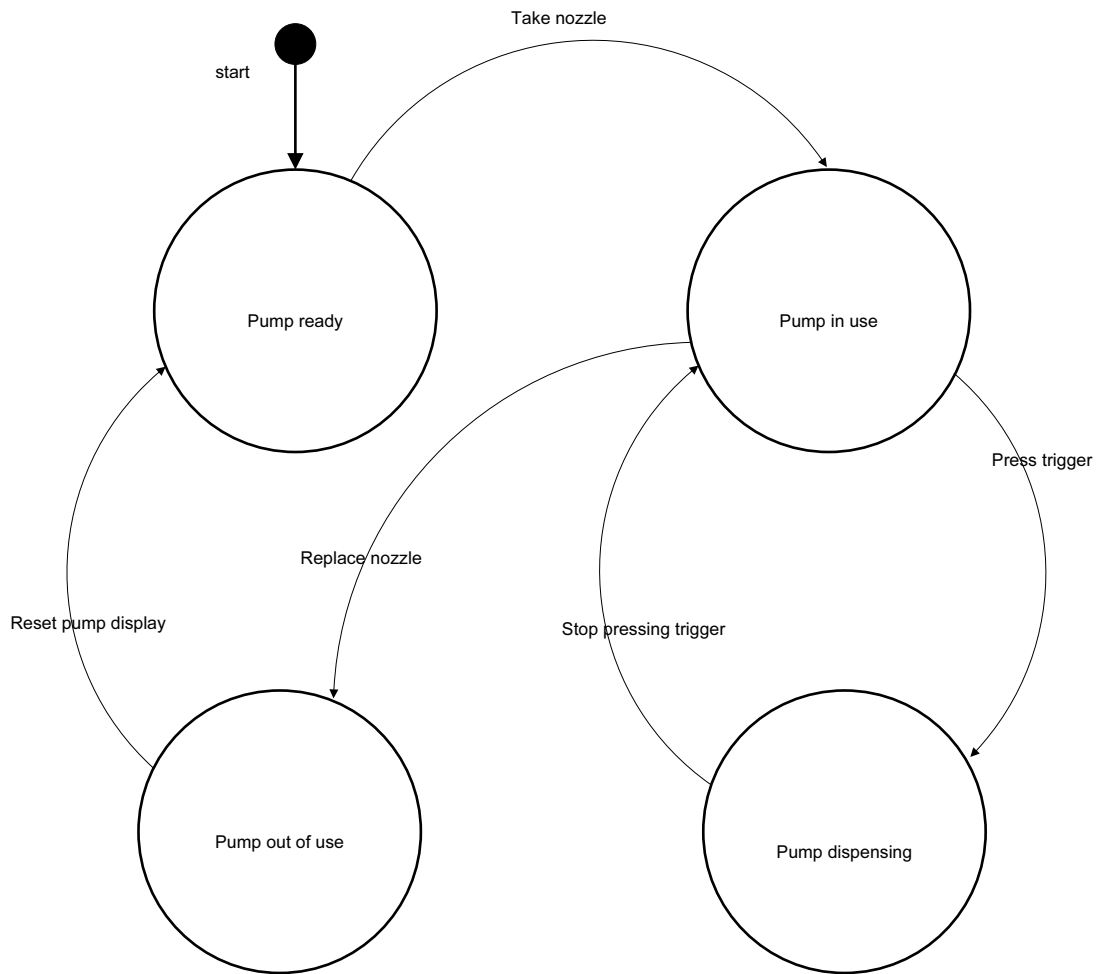 Take nozzle
start
Pump ready
Pump in use
Press trigger
Replace nozzle
Reset pump display
Stop pressing trigger
Pump out of use
Pump dispensing